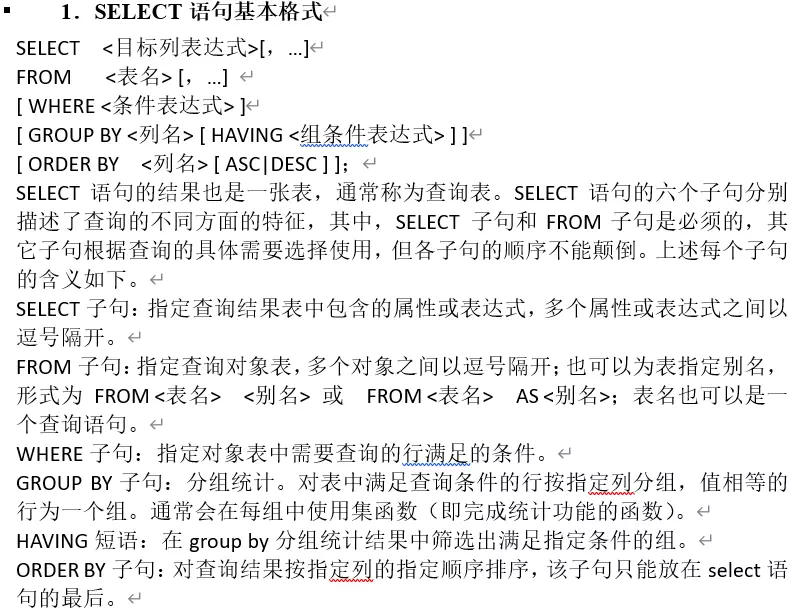 1. SELECT 语句基本格式
SELECT <目标列表达式>[，…]
FROM <表名> [，…]
[ WHERE <条件表达式> ]
[ GROUP BY <列名> [ HAVING <组条件表达式> ] ]
[ ORDER BY <列名> [ ASC|DESC ] ]；
SELECT 语句的结果也是一张表，通常称为查询表。SELECT 语句的六个子句分别
描述了查询的不同方面的特征，其中，SELECT 子句和 FROM 子句是必须的，其
它子句根据查询的具体需要选择使用，但各子句的顺序不能颠倒。上述每个子句
的含义如下。
SELECT 子句：指定查询结果表中包含的属性或表达式，多个属性或表达式之间以
逗号隔开。
FROM 子句：指定查询对象表，多个对象之间以逗号隔开；也可以为表指定别名，
形式为 FROM <表名> <别名> 或 FROM <表名> AS <别名>；表名也可以是一
个查询语句。
WHERE 子句：指定对象表中需要查询的行满足的条件。
GROUP BY 子句：分组统计。对表中满足查询条件的行按指定列分组，值相等的
行为一个组。通常会在每组中使用集函数（即完成统计功能的函数）。
HAVING 短语：在 group by 分组统计结果中筛选出满足指定条件的组。
ORDER BY 子句：对查询结果按指定列的指定顺序排序，该子句只能放在 select 语
句的最后。